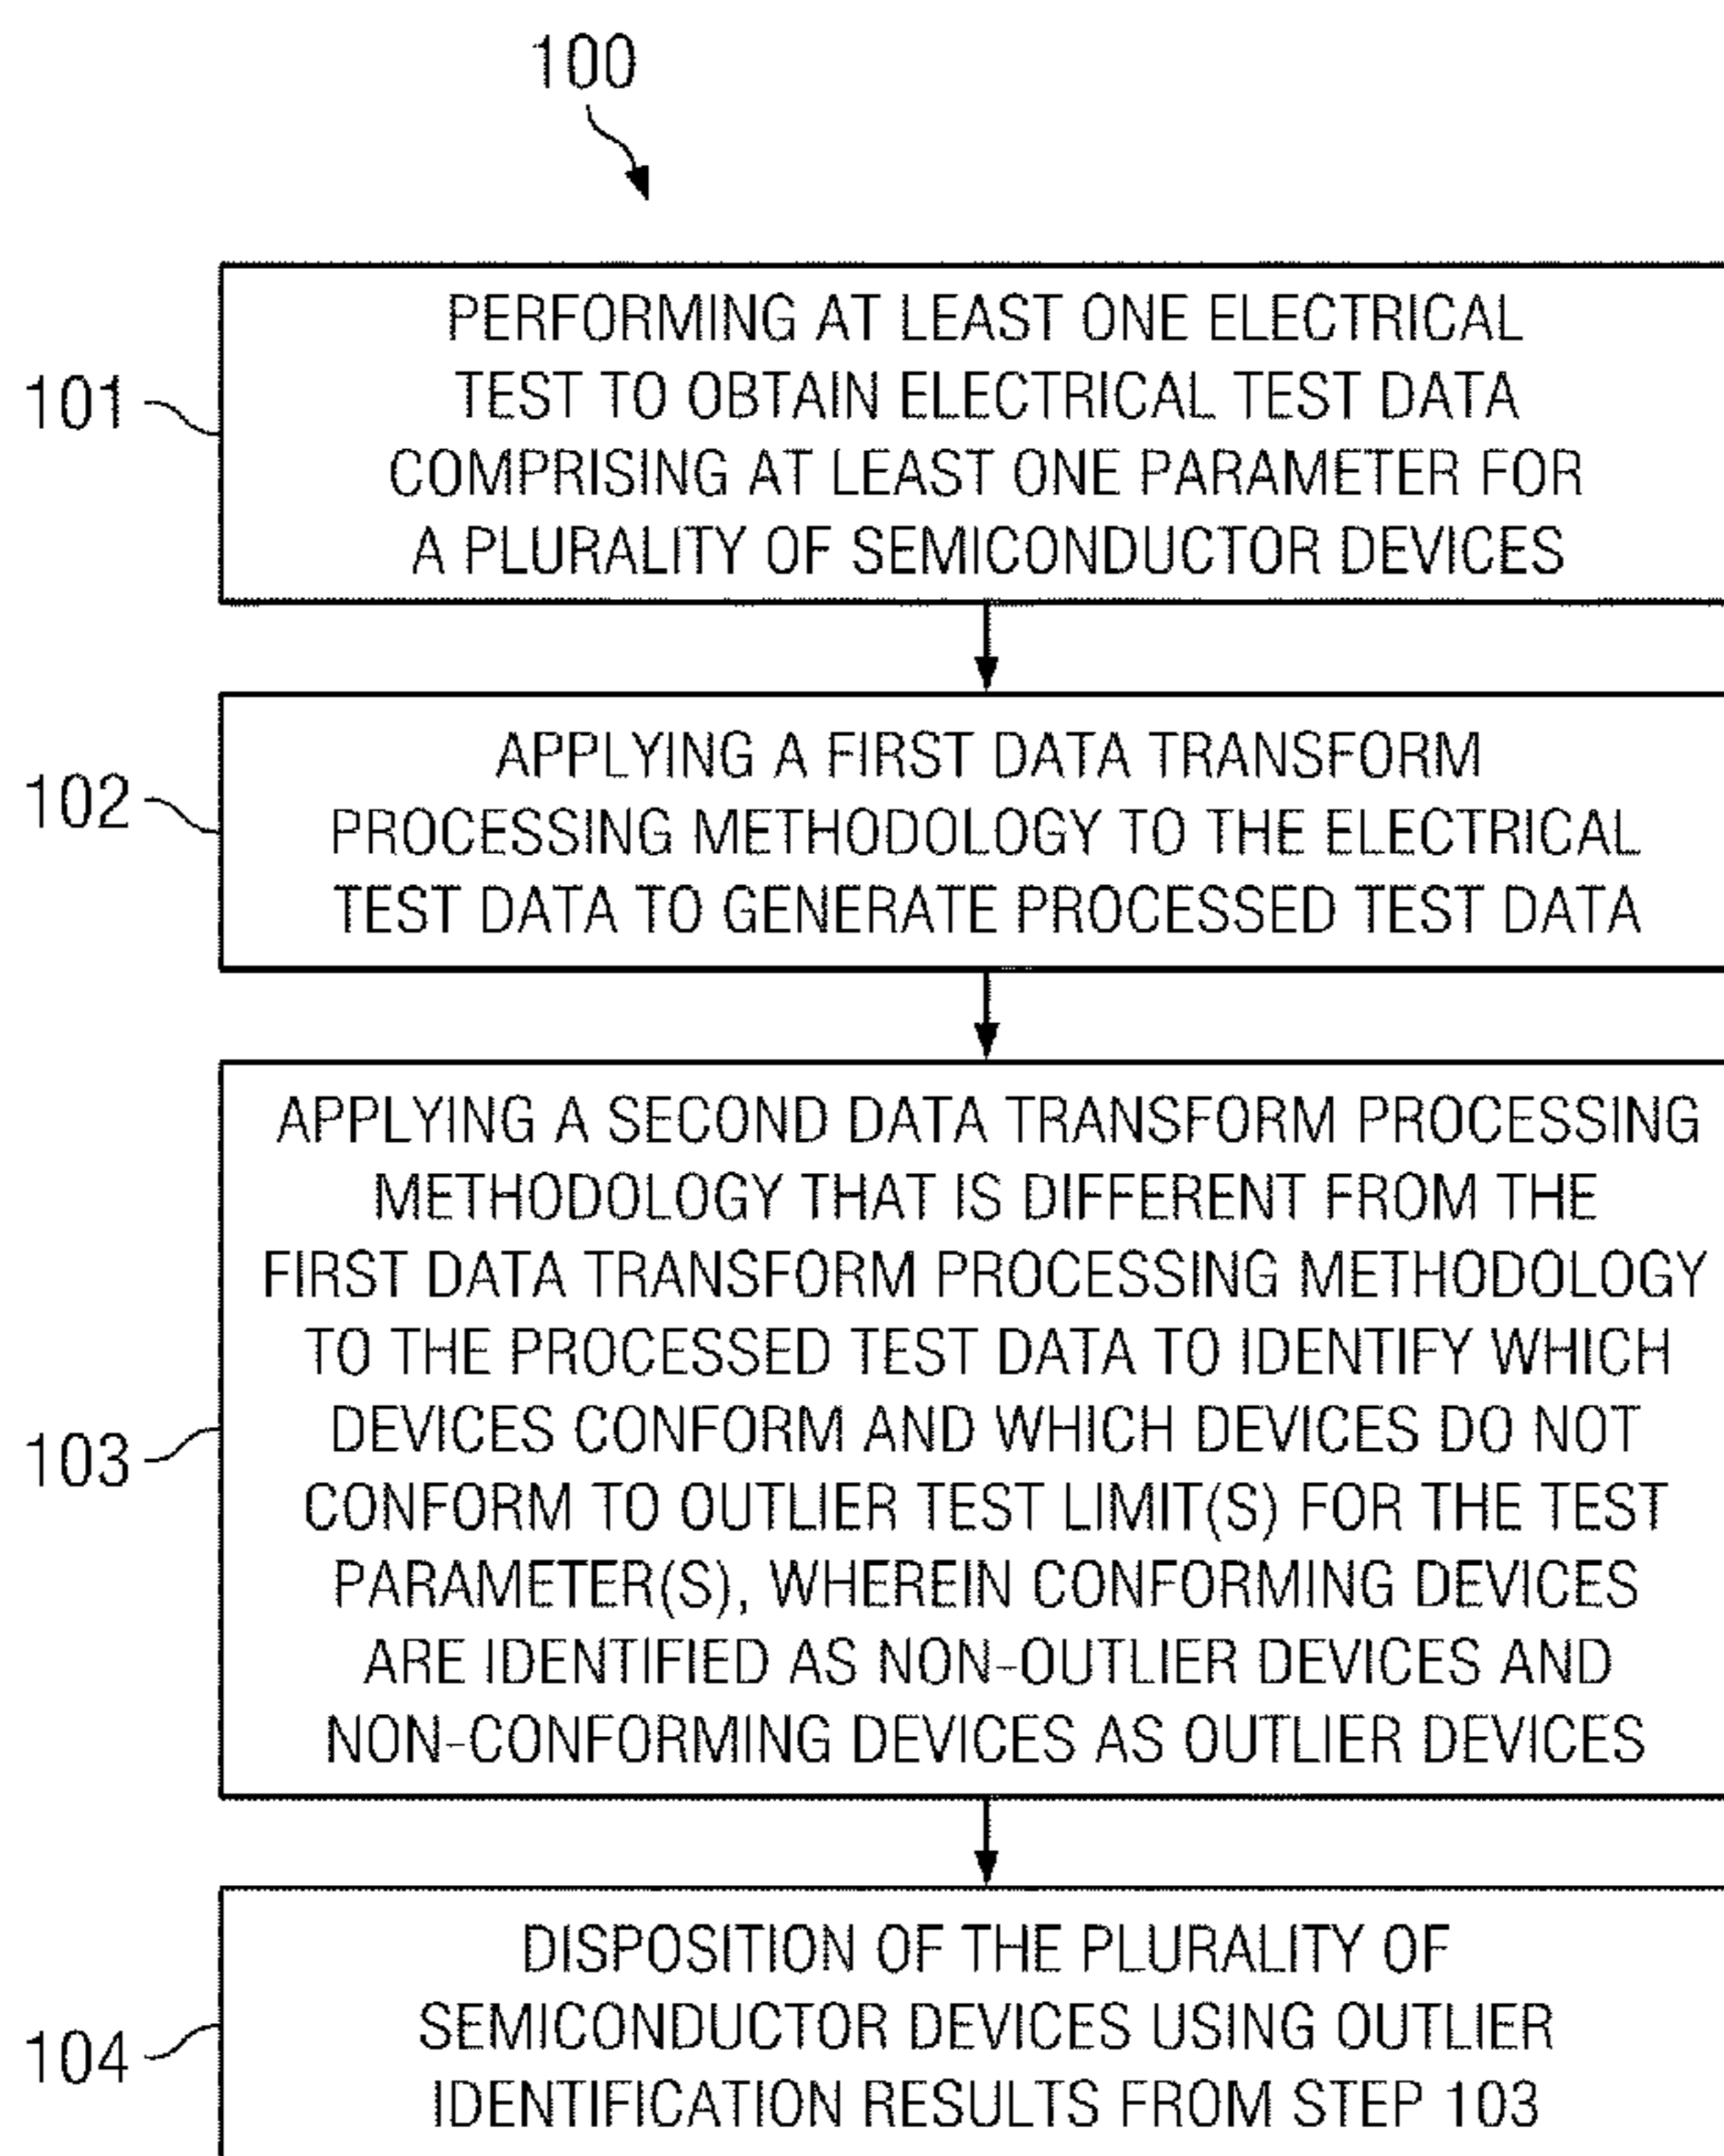 100
101
PERFORMING AT LEAST ONE ELECTRICAL
TEST TO OBTAIN ELECTRICAL TEST DATA
COMPRISING AT LEAST ONE PARAMETER FOR
A PLURALITY OF SEMICONDUCTOR DEVICES
102
APPLYING A FIRST DATA TRANSFORM
PROCESSING METHODOLOGY TO THE ELECTRICAL
TEST DATA TO GENERATE PROCESSED TEST DATA
103
APPLYING A SECOND DATA TRANSFORM PROCESSING
METHODOLOGY THAT IS DIFFERENT FROM THE
FIRST DATA TRANSFORM PROCESSING METHODOLOGY
TO THE PROCESSED TEST DATA TO IDENTIFY WHICH
DEVICES CONFORM AND WHICH DEVICES DO NOT
CONFORM TO OUTLIER TEST LIMIT(S) FOR THE TEST
PARAMETER(S), WHEREIN CONFORMING DEVICES
ARE IDENTIFIED AS NON-OUTLIER DEVICES AND
NON-CONFORMING DEVICES AS OUTLIER DEVICES
104
DISPOSITION OF THE PLURALITY OF
SEMICONDUCTOR DEVICES USING OUTLIER
IDENTIFICATION RESULTS FROM STEP 103